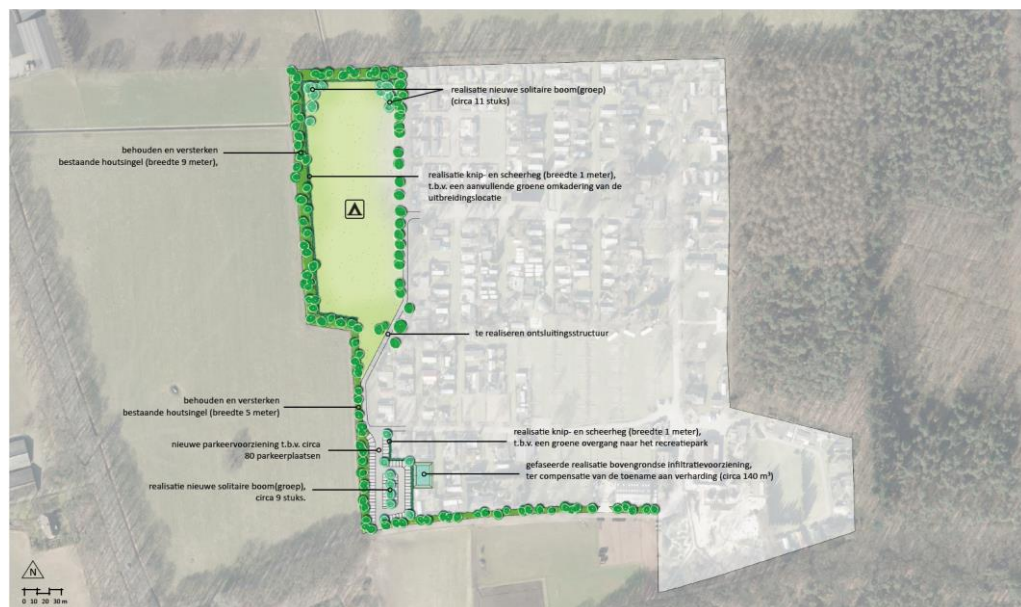 realisatie nieuwe solitaire boom(groep)
(circa 11 stuks)
behouden en versterken
bestaande houtsingel (breedte 9 meter),
realisatie knip- en scheerheg (breedte 1 meter),
t.b.v. een aanvullende groene omkadering van de
uitbreidingslocatie
te realiseren ontsluitingsstructuur
behouden en versterken
bestaande houtsingel (breedte 5 meter)
realisatie knip- en scheerheg (breedte 1 meter),
t.b.v. een groene overgang naar het recreatiepark
nieuwe parkeervoorziening t.b.v. circa
80 parkeerplaatsen
gefaseerde realisatie bovengrondse infiltratievoorziening,
ter compensatie van de toename aan verharding (circa 140 m³)
realisatie nieuwe solitaire boom(groep),
circa 9 stuks.
N
0 10 20 30 m